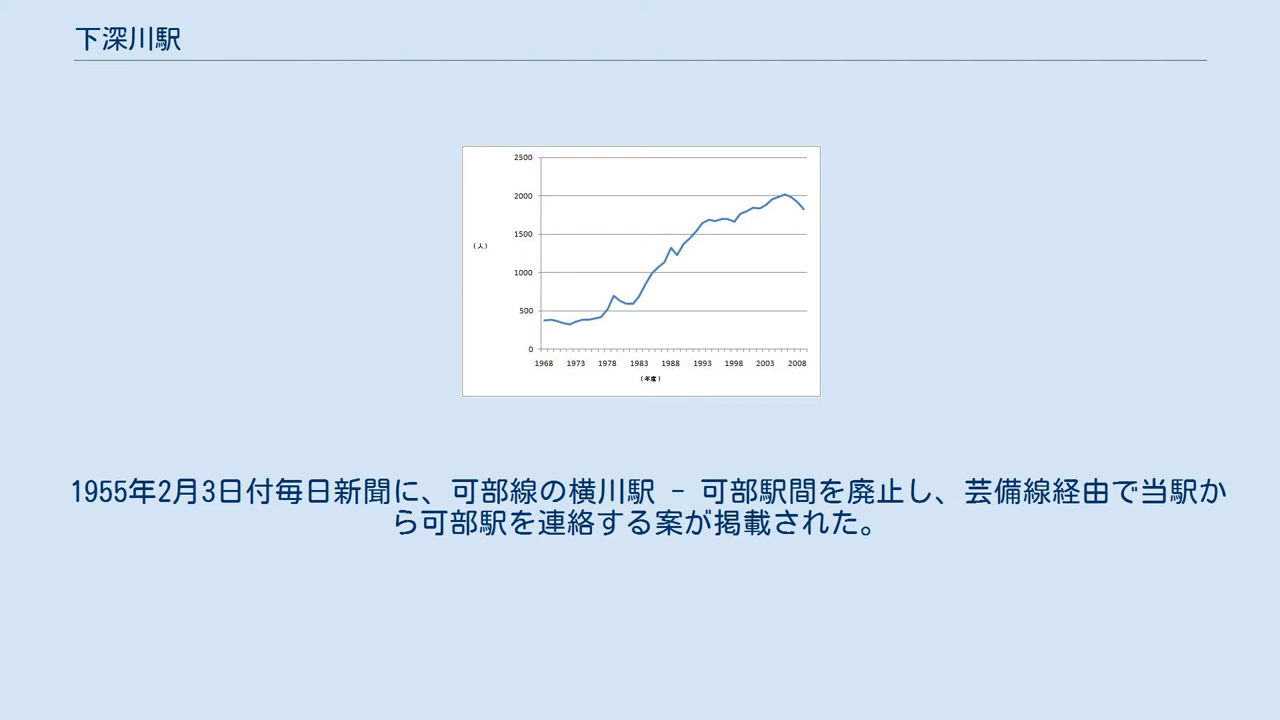 下深川駅
2500
2000
1500
（人）
1000
500
0
1968 1973 1978 1983 1988 1993 1998 2003 2008
（年度）
1955年2月3日付毎日新聞に、可部線の横川駅 - 可部駅間を廃止し、芸備線経由で当駅か
ら可部駅を連絡する案が掲載された。